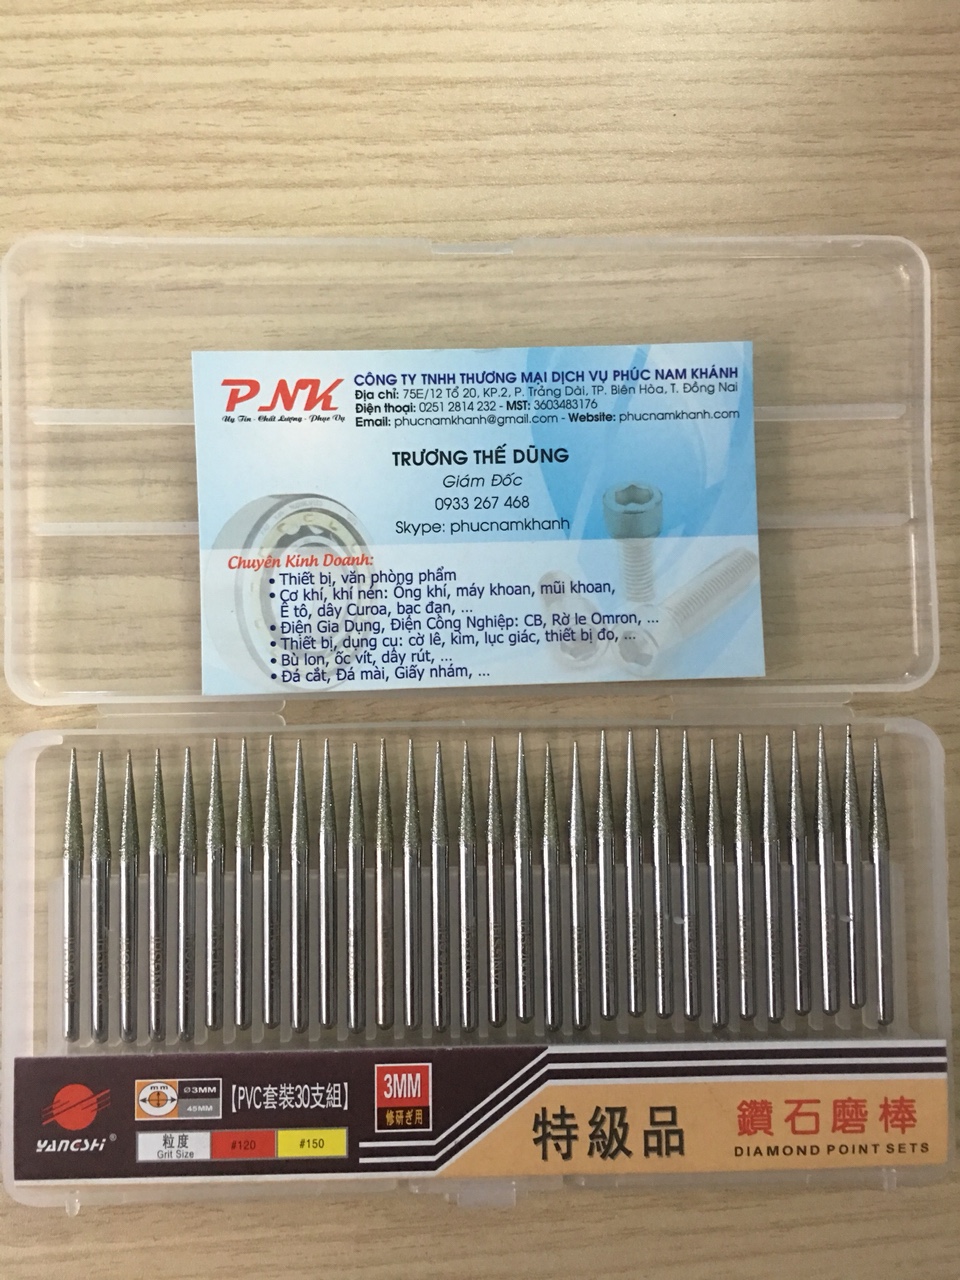 PNK
Uy Tín - Chất Lượng - Phục Vụ
CÔNG TY TNHH THƯƠNG MẠI DỊCH VỤ PHÚC NAM KHÁNH
Địa chỉ: 75E/12 Tổ 20, KP.2, P. Trảng Dài, TP. Biên Hòa, T. Đồng Nai
Điện thoại: 0251 2814 232 - MST: 3603483176
Email: phucnamkhanh@gmail.com - Website: phucnamkhanh.com
TRƯƠNG THẾ DŨNG
Giám Đốc
0933 267 468
Skype: phucnamkhanh
Chuyên Kinh Doanh:
• Thiết bị, văn phòng phẩm
• Cơ khí, khí nén: Ống khí, máy khoan, mũi khoan,
Ê tô, dây Curoa, bạc đạn, ...
• Điện Gia Dụng, Điện Công Nghiệp: CB, Rờ le Omron, ...
• Thiết bị, dụng cụ: cờ lê, kìm, lục giác, thiết bị đo, ...
• Bù lon, ốc vít, dây rút, ...
• Đá cắt, Đá mài, Giấy nhám, ...
YANGSHI®
mm
Ø3MM
45MM
【PVC套裝30支組】
粒度
Grit Size
#120
#150
3MM
修研ぎ用
特級品
鑽石磨棒
DIAMOND POINT SETS